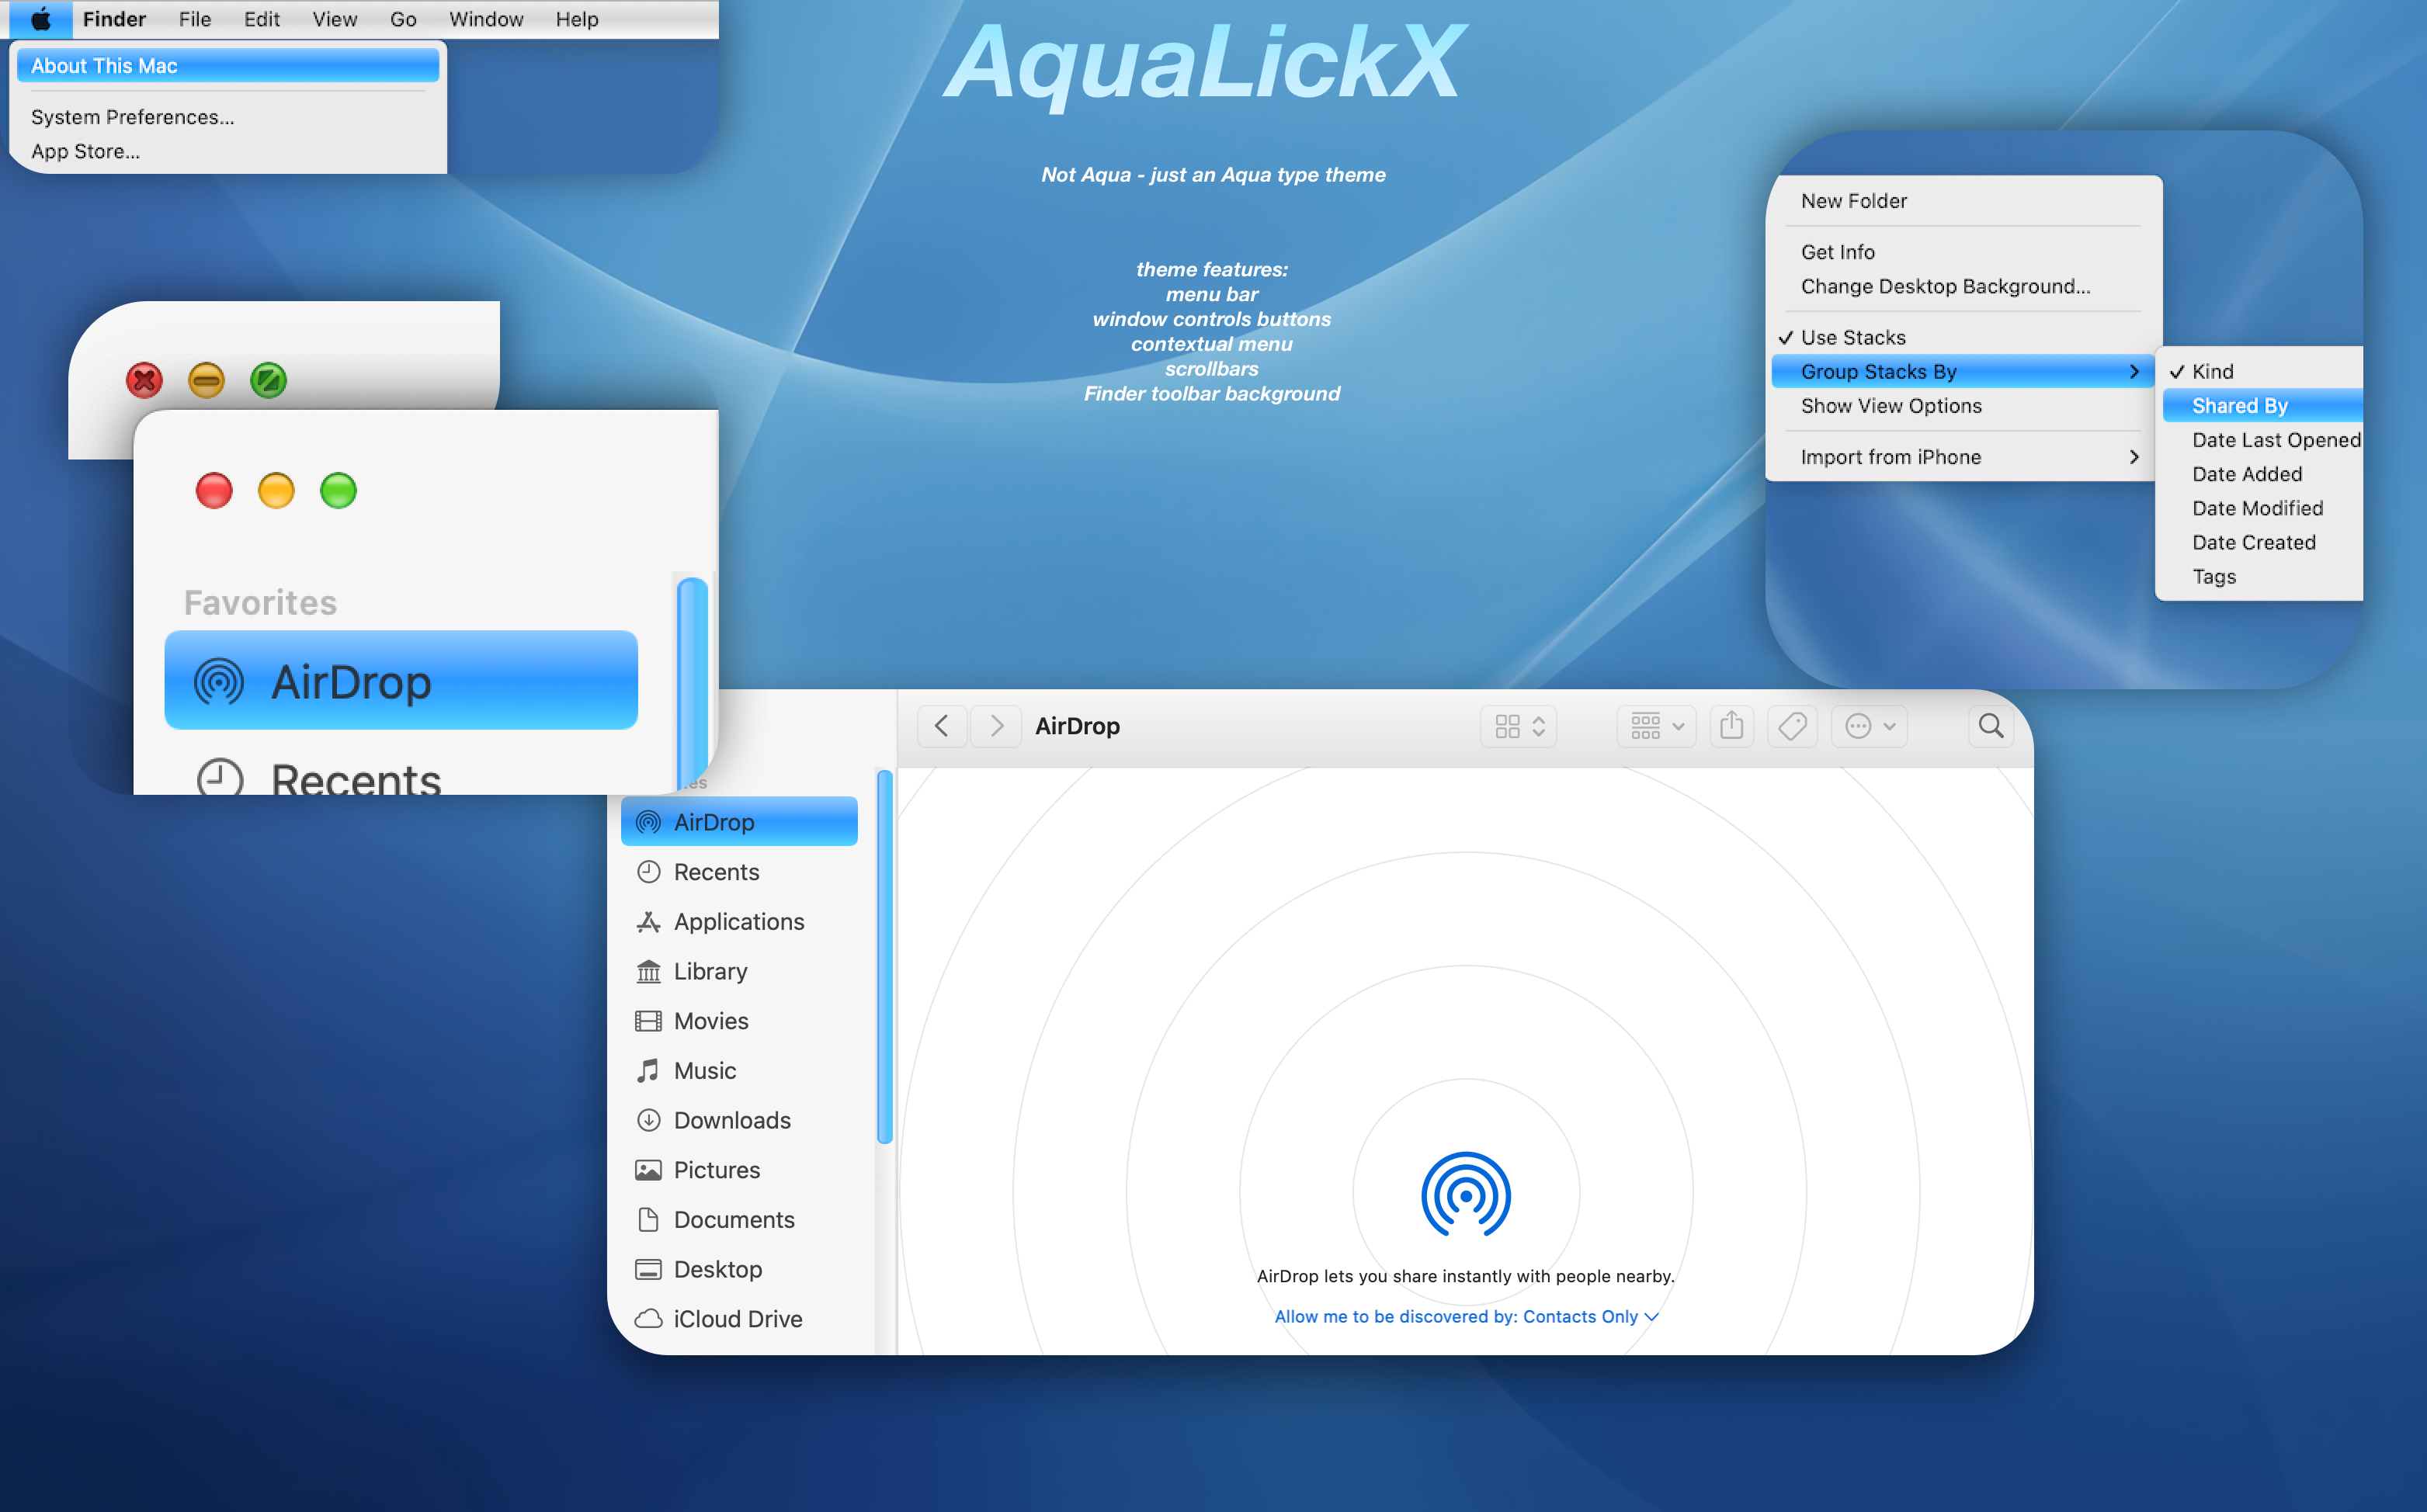 Finder File Edit View Go Window Help
About This Mac
System Preferences...
App Store...
AquaLickX
Not Aqua - just an Aqua type theme
theme features:
menu bar
window controls buttons
contextual menu
scrollbars
Finder toolbar background
New Folder
Get Info
Change Desktop Background...
✓ Use Stacks
Group Stacks By
Show View Options
Import from iPhone
✓ Kind
Shared By
Date Last Opened
Date Added
Date Modified
Date Created
Tags
Favorites
AirDrop
Recents
AirDrop
AirDrop
Recents
Applications
Library
Movies
Music
Downloads
Pictures
Documents
Desktop
iCloud Drive
AirDrop lets you share instantly with people nearby.
Allow me to be discovered by: Contacts Only